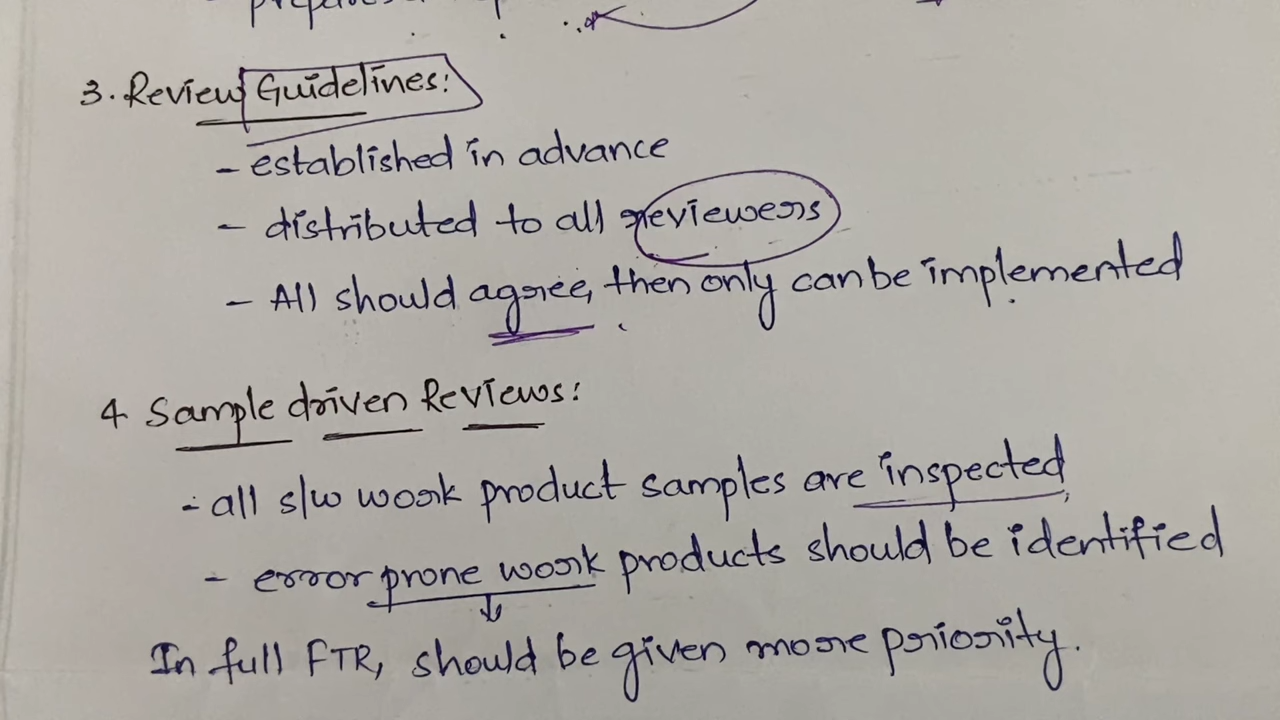 3. Review Guidelines:
- established in advance
- distributed to all reviewers
- All should agree, then only can be implemented
4 Sample driven Reviews:
- all s/w work product samples are inspected,
- error prone work products should be identified
In full FTR, should be given more priority.